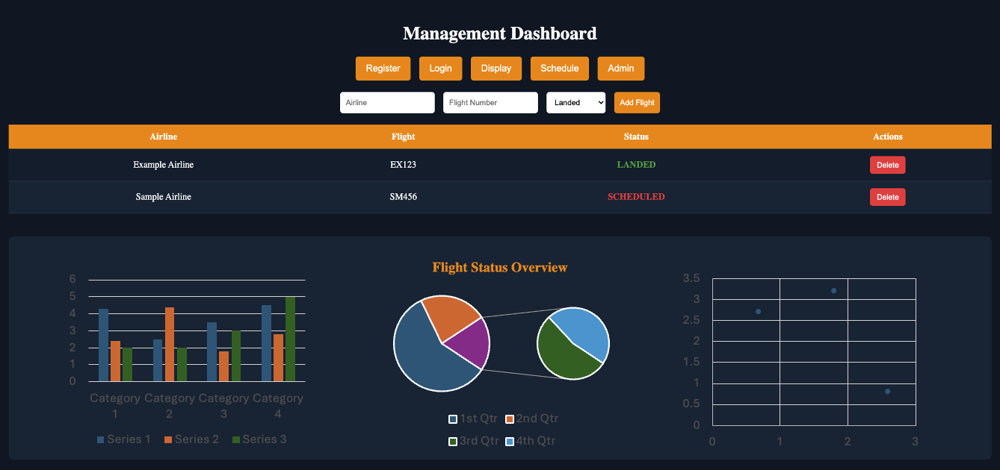 Management Dashboard
Register Login Display Schedule Admin
Airline Flight Number Landed Add Flight
Airline Flight Status Actions
Example Airline EX123 LANDED Delete
Sample Airline SM456 SCHEDULED Delete
Flight Status Overview
6
5
4
3
2
1
0
Category Category Category Category
1 2 3 4
Series 1 Series 2 Series 3
1st Qtr 2nd Qtr
3rd Qtr 4th Qtr
3.5
3
2.5
2
1.5
1
0.5
0
0 1 2 3